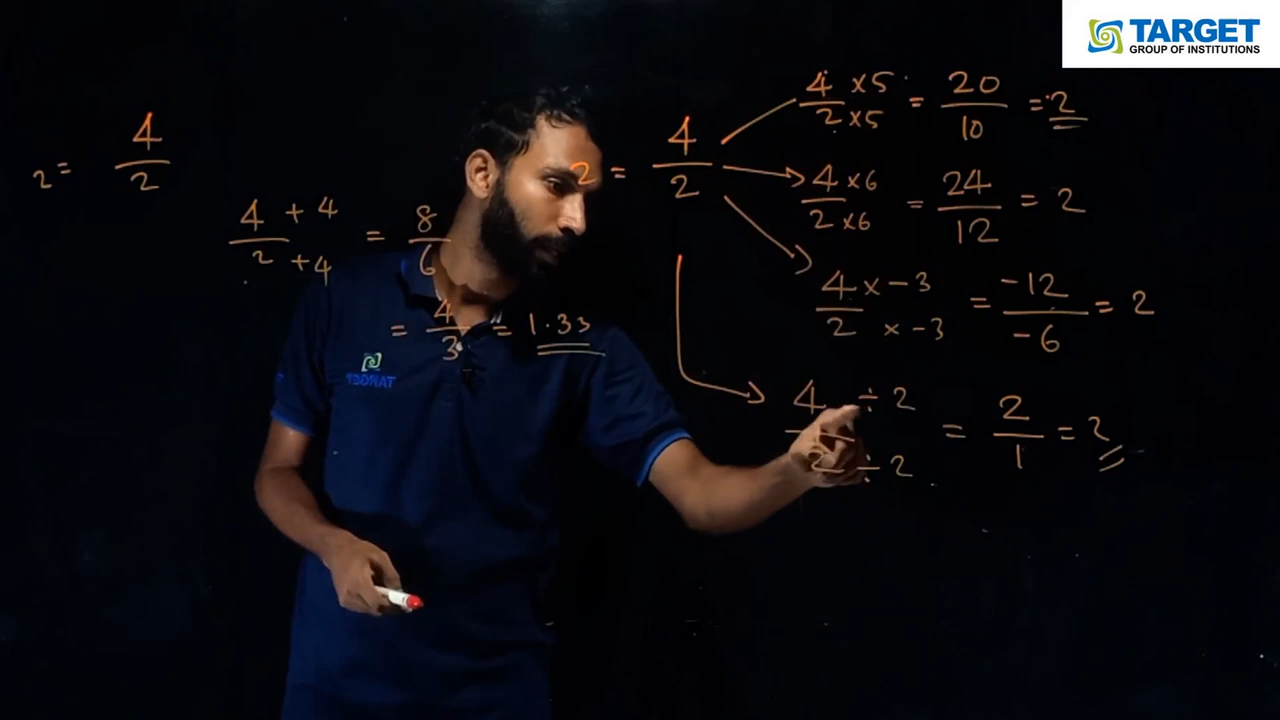 TARGET
GROUP OF INSTITUTIONS
2 = 4/2
4 + 4 / 2 + 4 = 8/6
= 4/3 = 1.33
2 = 4/2
4 × 5 / 2 × 5 = 20/10 = 2
4 × 6 / 2 × 6 = 24/12 = 2
4 × -3 / 2 × -3 = -12/-6 = 2
4 ÷ 2 / 2 ÷ 2 = 2/1 = 2
TARGET